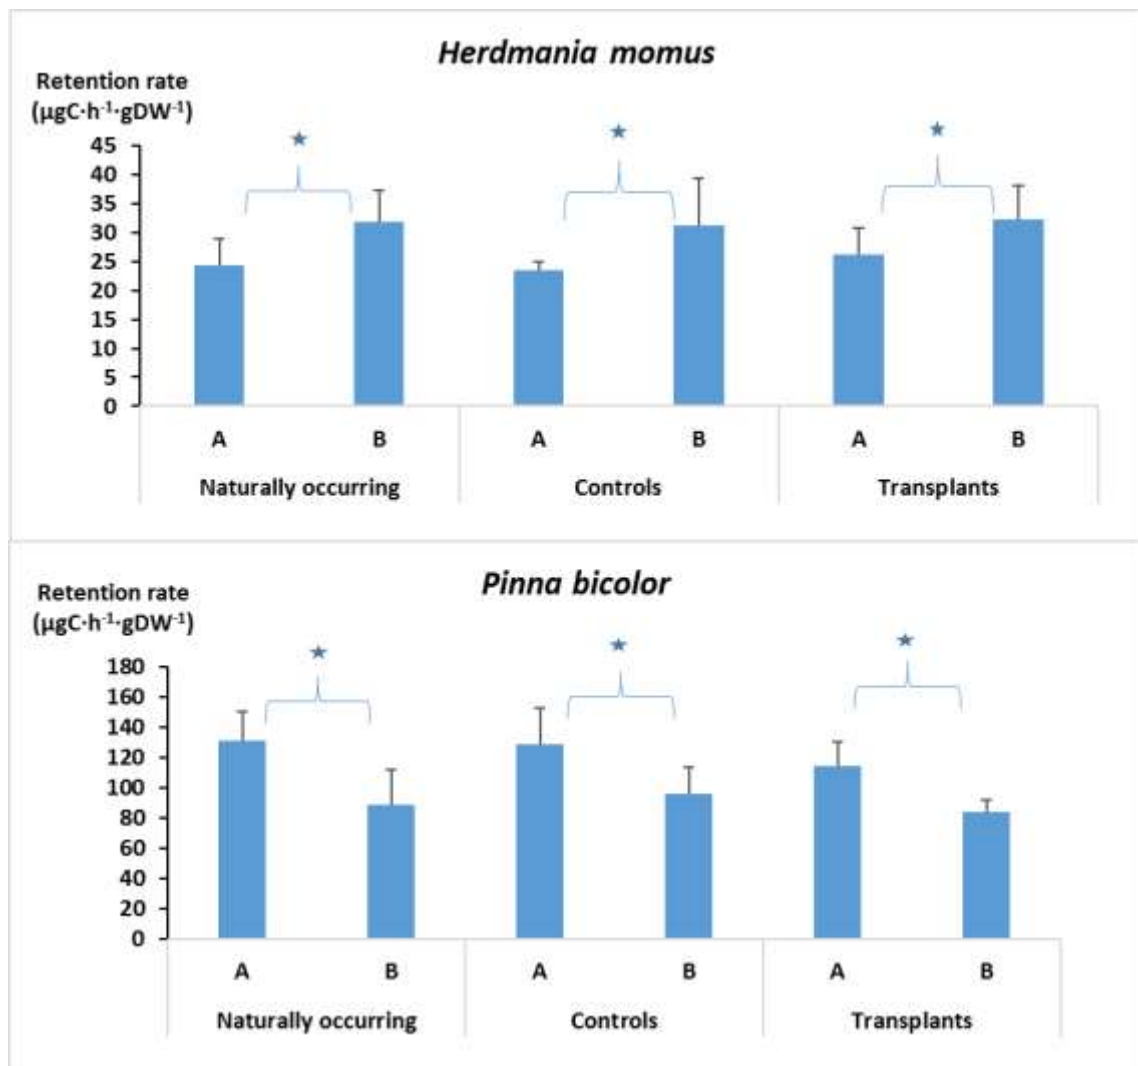 Herdmania momus
Retention rate
(µgC·h⁻¹·gDW⁻¹)
45
40
35
30
25
20
15
10
5
0
A B A B A B
Naturally occurring Controls Transplants
Pinna bicolor
Retention rate
(µgC·h⁻¹·gDW⁻¹)
180
160
140
120
100
80
60
40
20
0
A B A B A B
Naturally occurring Controls Transplants